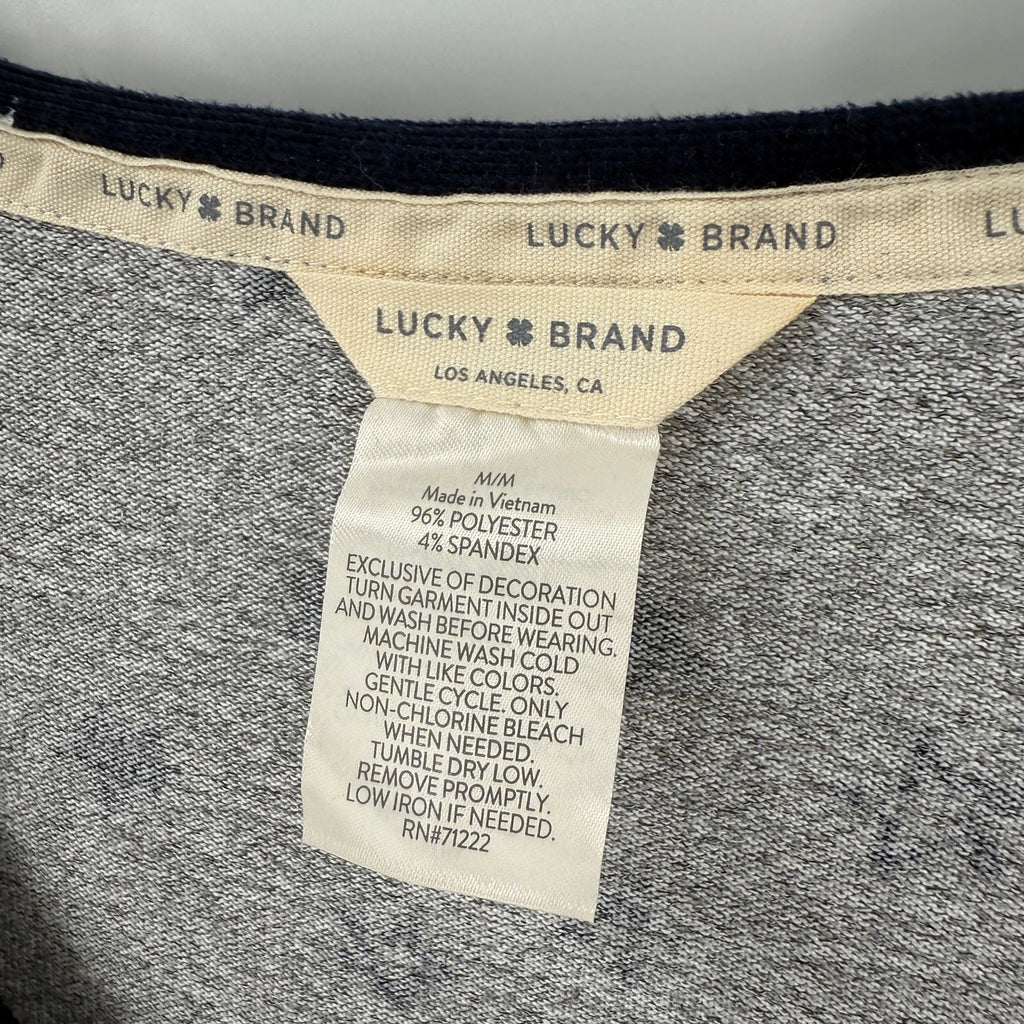 LUCKY BRAND LUCKY BRAND LU
LUCKY BRAND
LOS ANGELES, CA
M/M
Made in Vietnam
96% POLYESTER
4% SPANDEX
EXCLUSIVE OF DECORATION
TURN GARMENT INSIDE OUT
AND WASH BEFORE WEARING.
MACHINE WASH COLD
WITH LIKE COLORS.
GENTLE CYCLE. ONLY
NON-CHLORINE BLEACH
WHEN NEEDED.
TUMBLE DRY LOW.
REMOVE PROMPTLY.
LOW IRON IF NEEDED.
RN#71222